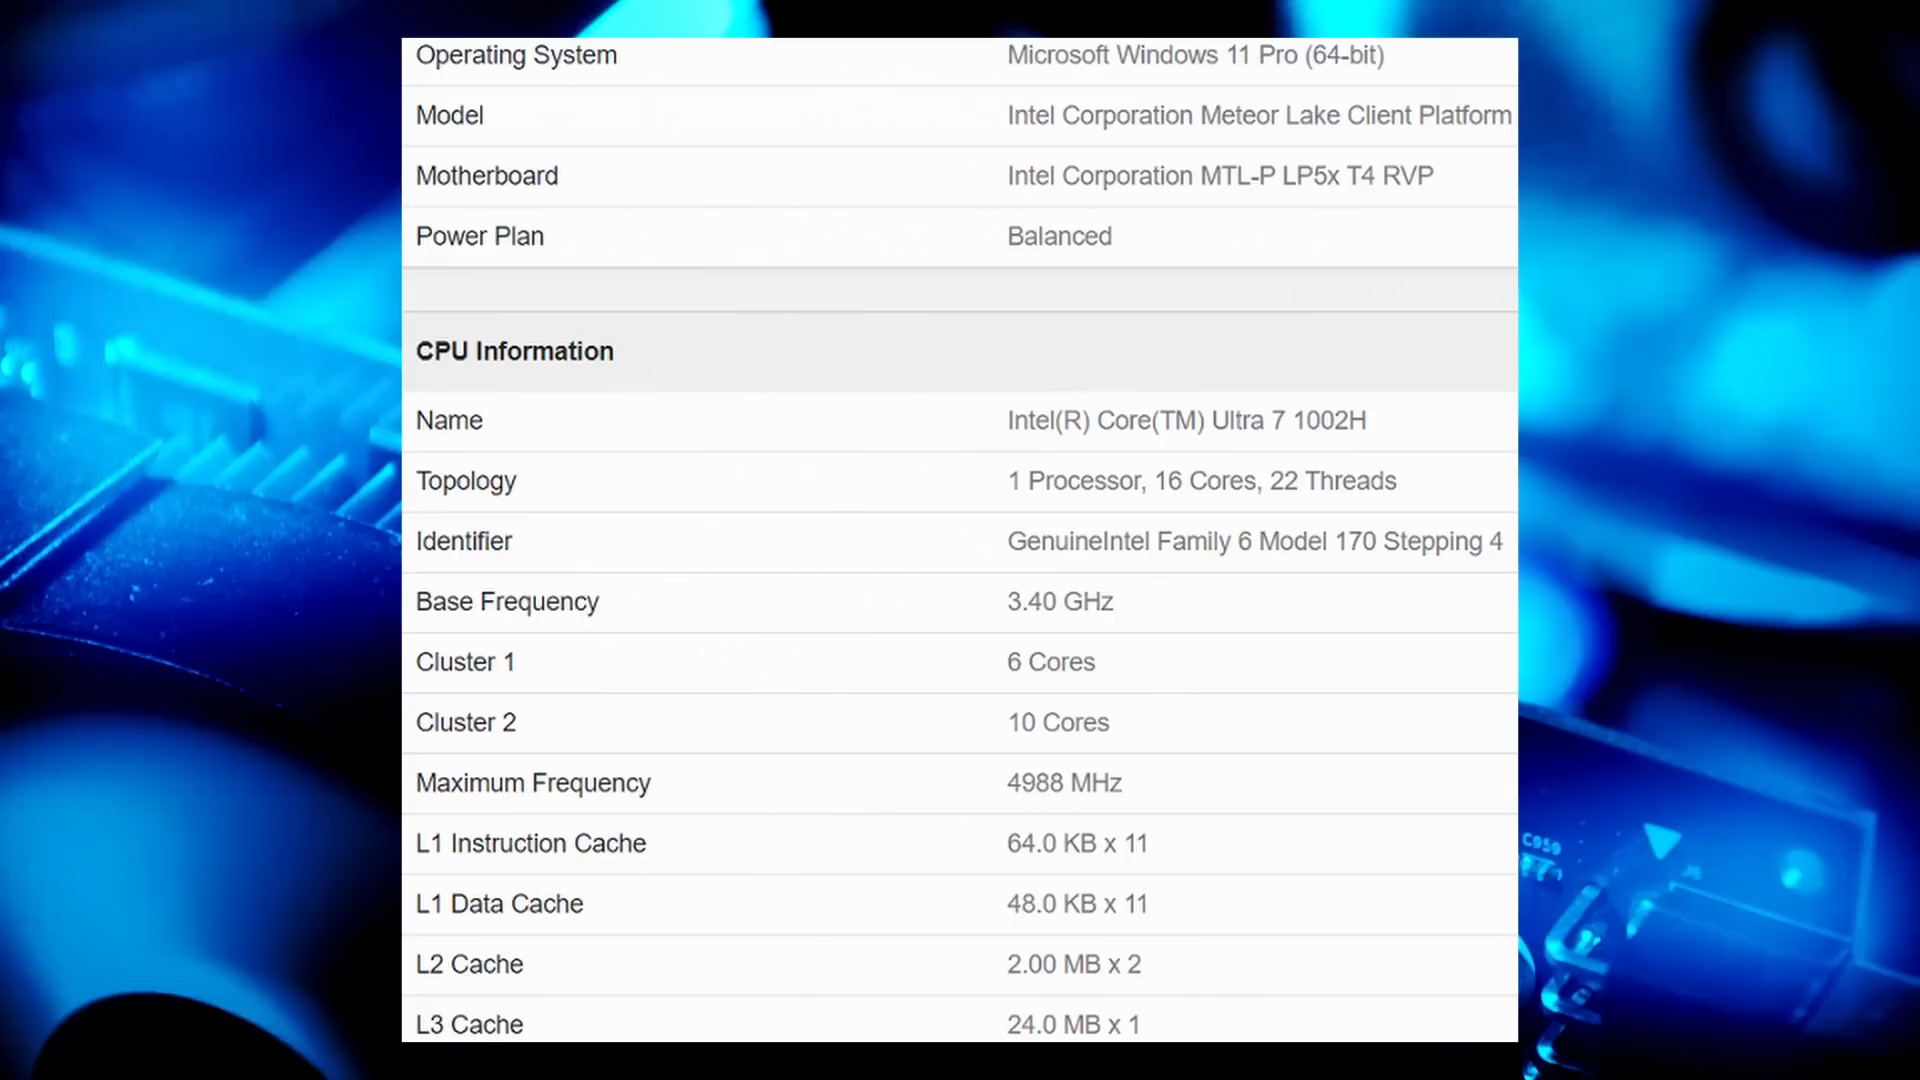 Operating System Microsoft Windows 11 Pro (64-bit)
Model Intel Corporation Meteor Lake Client Platform
Motherboard Intel Corporation MTL-P LP5x T4 RVP
Power Plan Balanced
CPU Information
Name Intel(R) Core(TM) Ultra 7 1002H
Topology 1 Processor, 16 Cores, 22 Threads
Identifier GenuineIntel Family 6 Model 170 Stepping 4
Base Frequency 3.40 GHz
Cluster 1 6 Cores
Cluster 2 10 Cores
Maximum Frequency 4988 MHz
L1 Instruction Cache 64.0 KB x 11
C959
L1 Data Cache 48.0 KB x 11
L2 Cache 2.00 MB x 2
L3 Cache 24.0 MB x 1